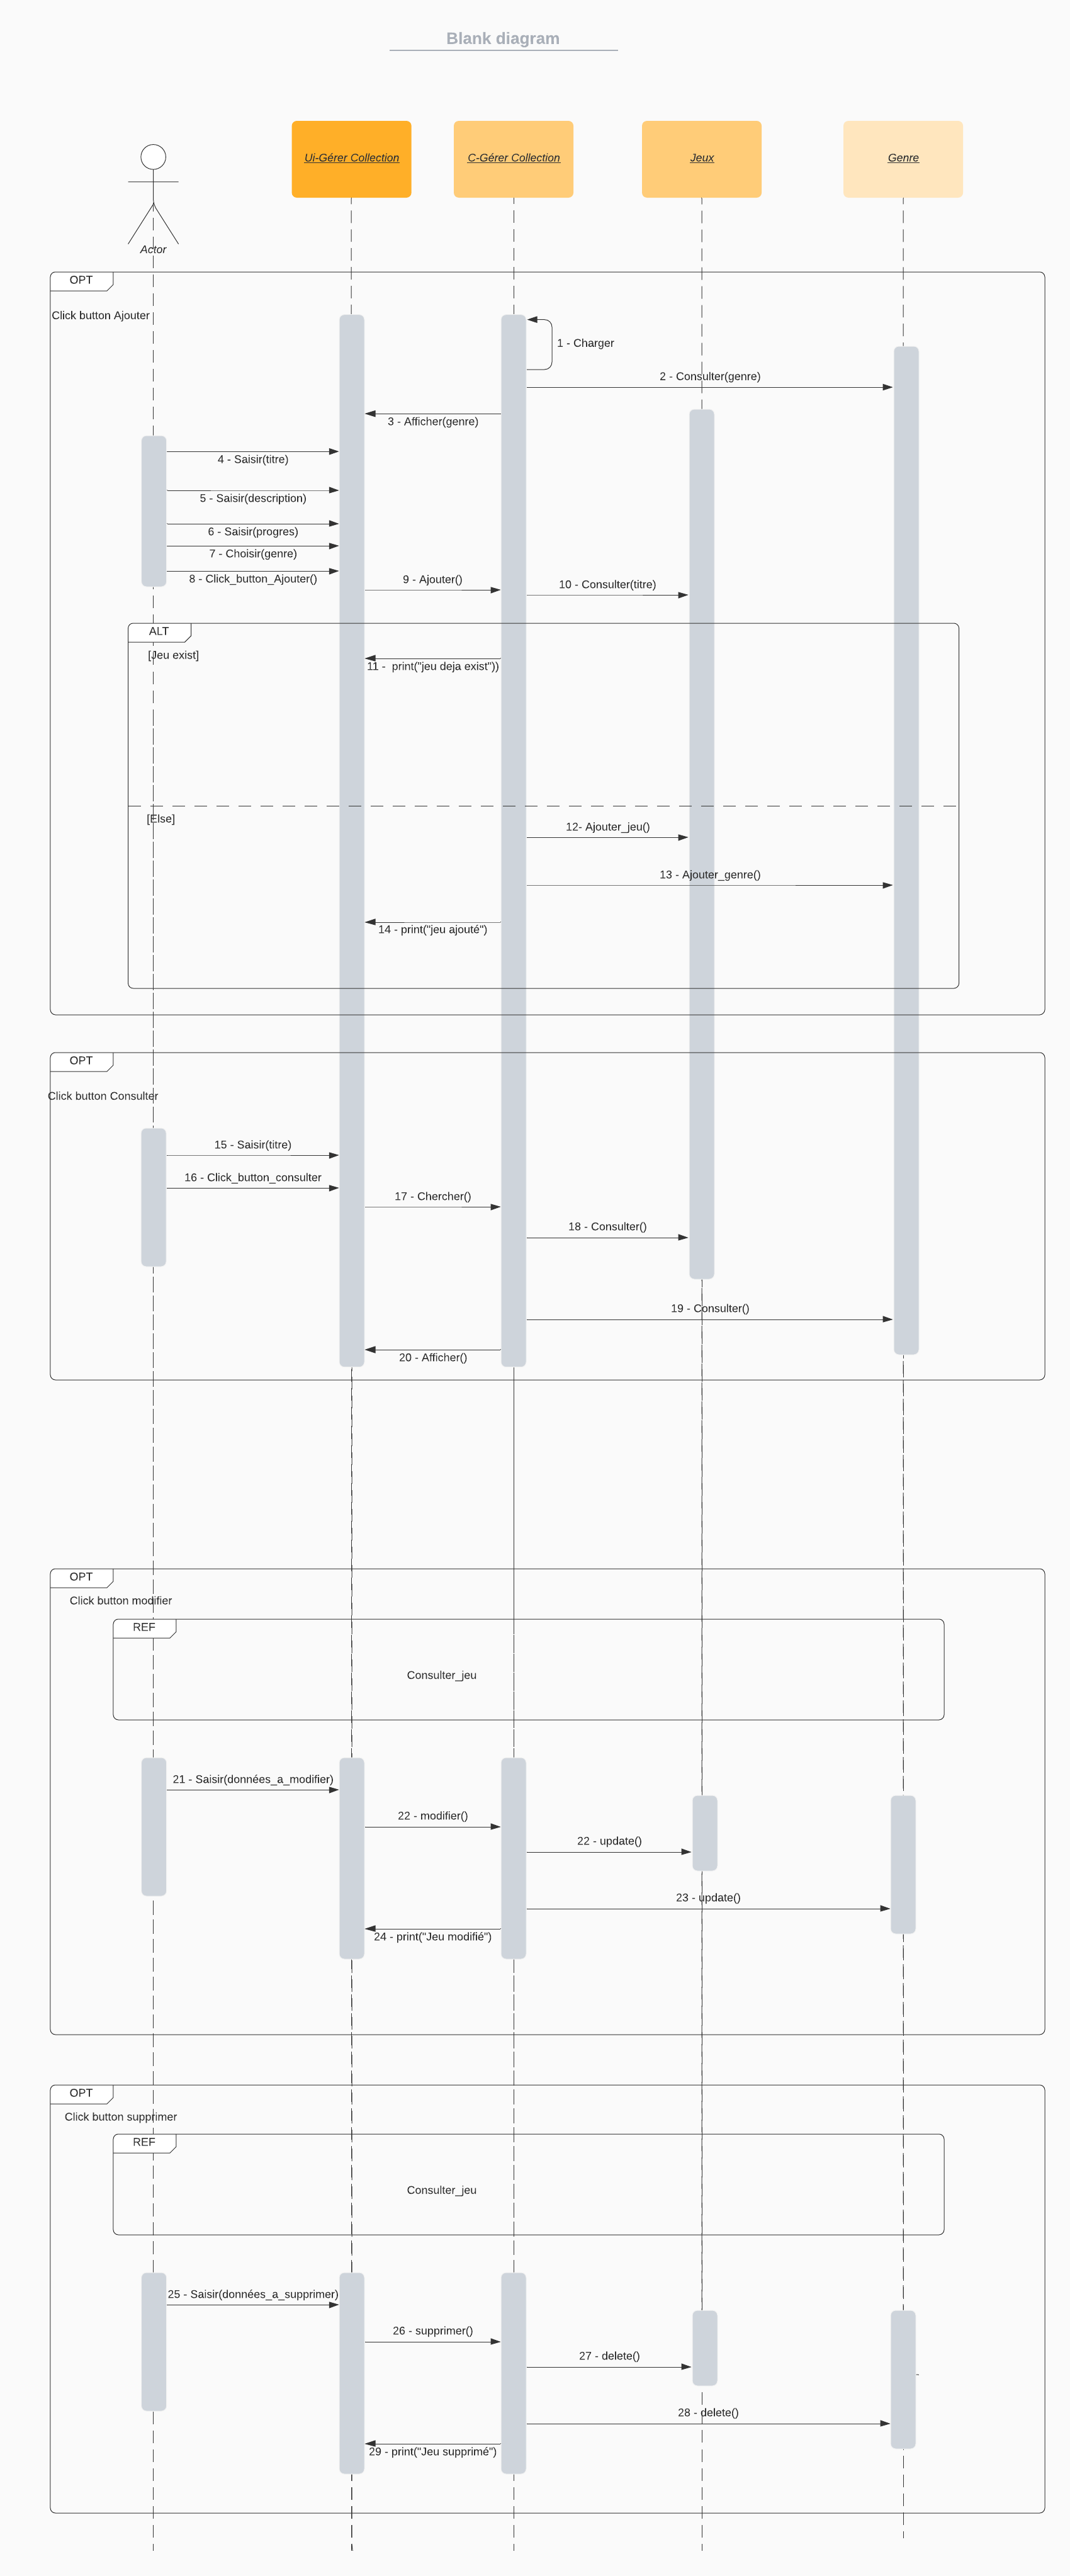 Blank diagram
Ui-Gérer Collection
C-Gérer Collection
Jeux
Genre
Actor
OPT
Click button Ajouter
1 - Charger
2 - Consulter(genre)
3 - Afficher(genre)
4 - Saisir(titre)
5 - Saisir(description)
6 - Saisir(progres)
7 - Choisir(genre)
8 - Click_button_Ajouter()
9 - Ajouter()
10 - Consulter(titre)
ALT
[Jeu exist]
11 -  print("jeu deja exist"))
[Else]
12- Ajouter_jeu()
13 - Ajouter_genre()
14 - print("jeu ajouté")
OPT
Click button Consulter
15 - Saisir(titre)
16 - Click_button_consulter
17 - Chercher()
18 - Consulter()
19 - Consulter()
20 - Afficher()
OPT
Click button modifier
REF
Consulter_jeu
21 - Saisir(données_a_modifier)
22 - modifier()
22 - update()
23 - update()
24 - print("Jeu modifié")
OPT
Click button supprimer
REF
Consulter_jeu
25 - Saisir(données_a_supprimer)
26 - supprimer()
27 - delete()
28 - delete()
29 - print("Jeu supprimé")